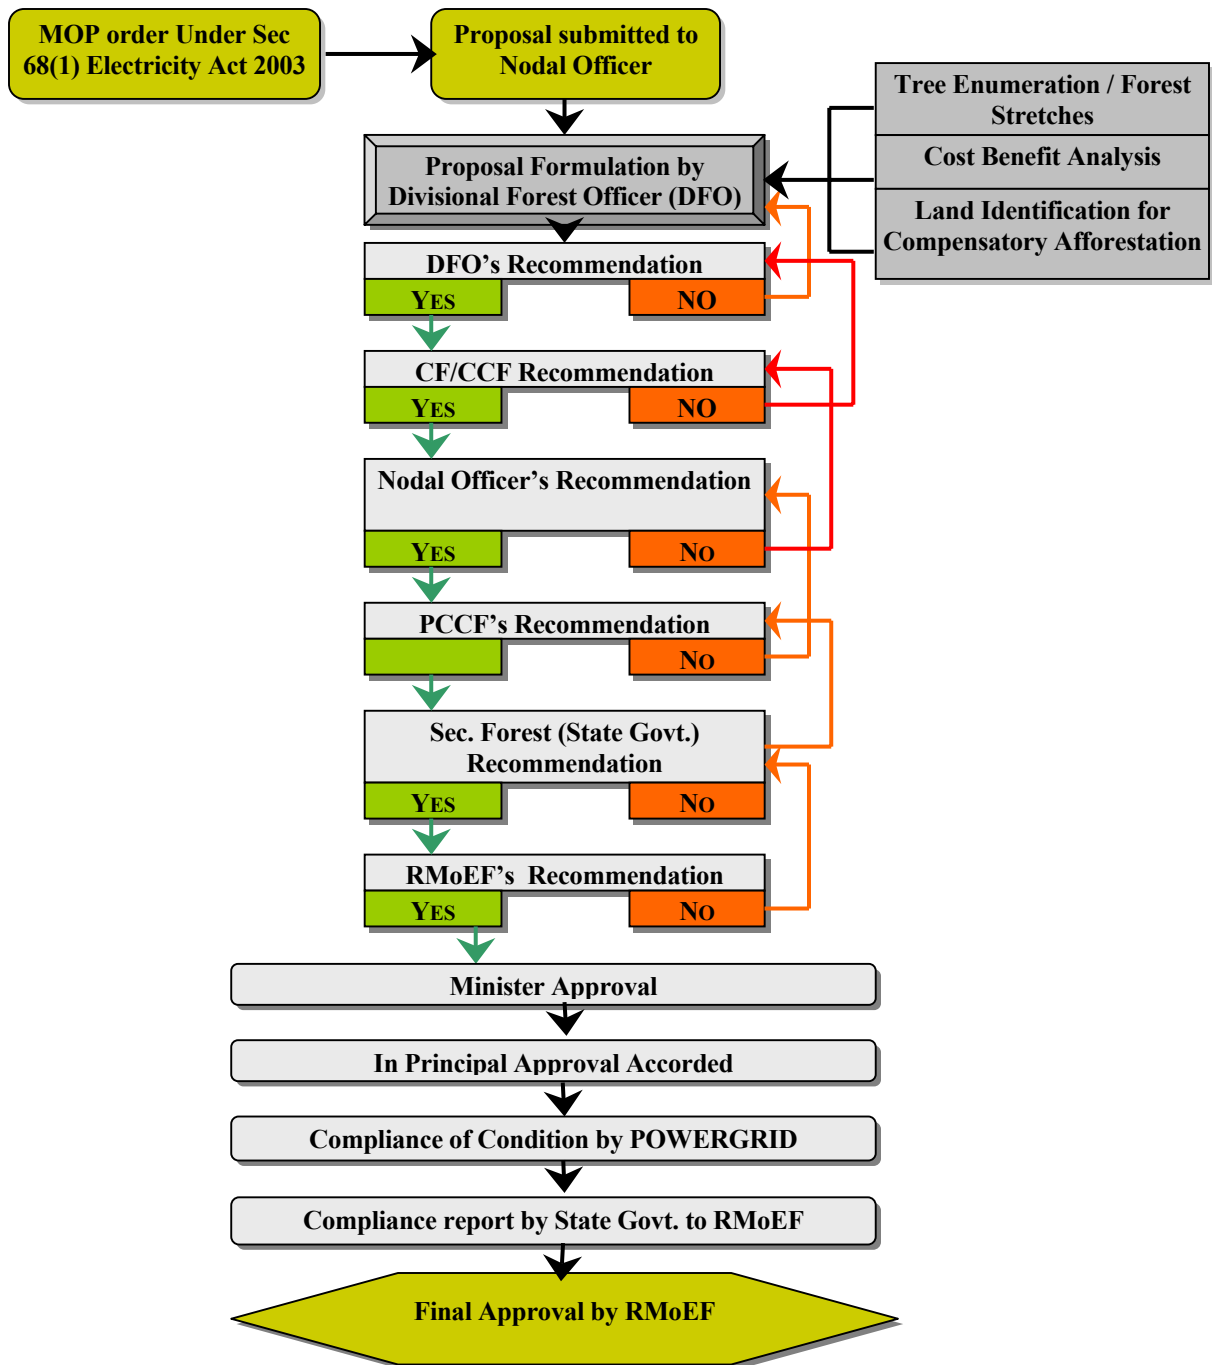 MOP order Under Sec
68(1) Electricity Act 2003
Proposal submitted to
Nodal Officer
Tree Enumeration / Forest
Stretches
Cost Benefit Analysis
Land Identification for
Compensatory Afforestation
Proposal Formulation by
Divisional Forest Officer (DFO)
DFO's Recommendation
YES
NO
CF/CCF Recommendation
YES
NO
Nodal Officer's Recommendation
YES
NO
PCCF's Recommendation
NO
Sec. Forest (State Govt.)
Recommendation
YES
NO
RMoEF's Recommendation
YES
NO
Minister Approval
In Principal Approval Accorded
Compliance of Condition by POWERGRID
Compliance report by State Govt. to RMoEF
Final Approval by RMoEF